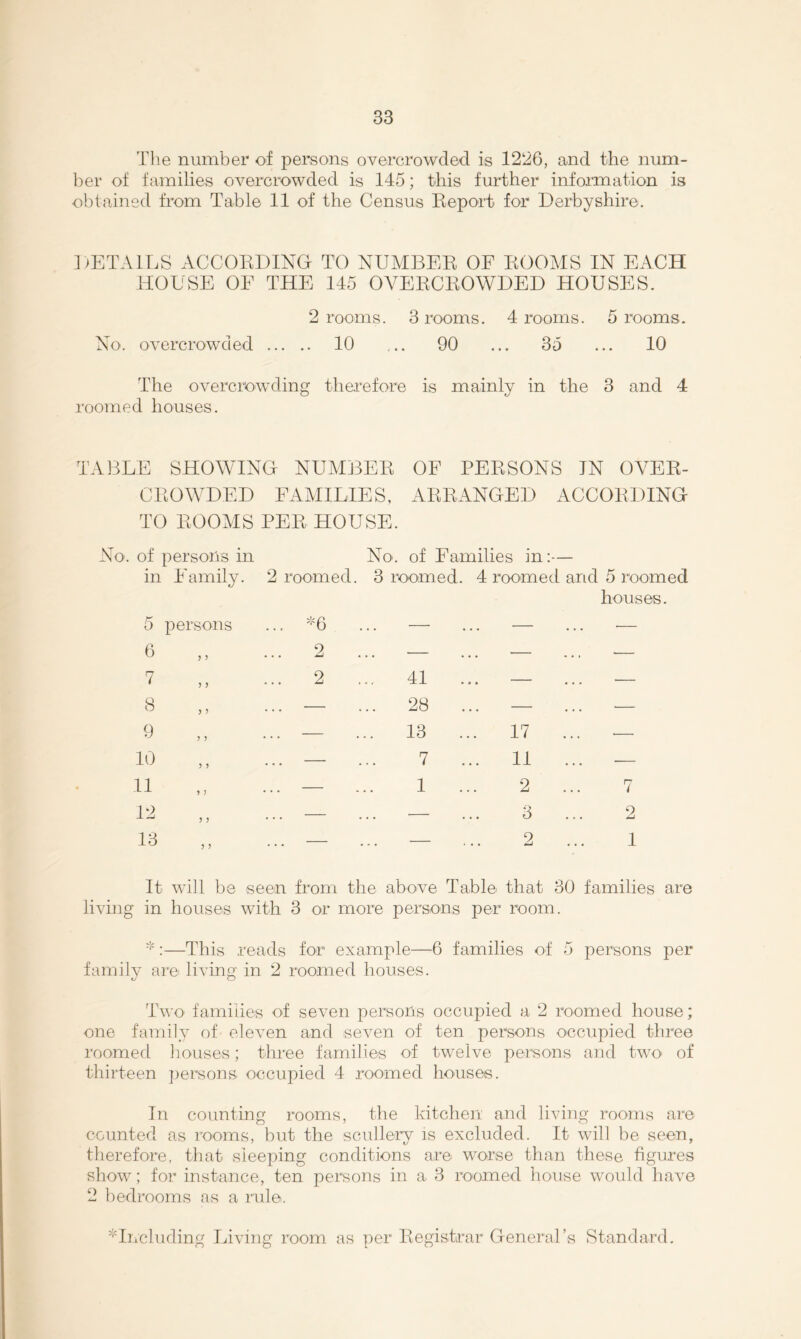 33
The number of persons overcrowded is 1226, and the num-
ber of families overcrowded is 145; this further information is
obtained from Table 11 of the Census Report for Derbyshire.
DETAILS ACCORDING TO NUMBER OF ROOMS IN EACH
HOUSE OF THE 145 OVERCROWDED HOUSES.
2 rooms. 3 rooms. 4 rooms. 5 rooms.
No. overcrowded ... .. 10 ... 90 ... 35 ... 10
The overcrowding therefore is mainly in the 3 and 4
roomed houses.
TABLE SHOWING NUMBER OF PERSONS IN OVER-
CROWDED FAMILIES, ARRANGED ACCORDING
TO ROOMS PER HOUSE.
No. of persons in No. of Families in:—
in Family. 2 roomed. 3 roomed. 4 roomed and 5 roomed
houses.
5 persons ... *6 ... — ... — ... —
6 ,, ... 2 ... — ... — ... —
7 ,, ... 2 ... 41 ... — ... —
8 ,, ... — ... 28 ... — ... —
9 ,, ... — ... 13 ... 17 ... —
10 ,, ... — ... 7 ... 11 ... —
11 ,, ... — ... 1 ... 2 ... 7
12 ,, ... — ... — ... 3 ... 2
13 ,, ... — ... — ... 2 ... 1
It will be seen from the above Table that 30 families are
living in houses with 3 or more persons per room.
*:—This reads for example—6 families of 5 persons per
family are living in 2 roomed houses.
Two families of seven persons occupied a 2 roomed house;
one family of eleven and seven of ten persons occupied three
roomed houses; three families of twelve persons and two of
thirteen persons occupied 4 roomed houses.
In counting rooms, the kitchen and living rooms are
counted as rooms, but the scullery is excluded. It will be seen,
therefore, that sleeping conditions are worse than these figures
show; for instance, ten persons in a 3 roomed house would have
2 bedrooms as a rule.
*Including Living room as per Registrar General's Standard.